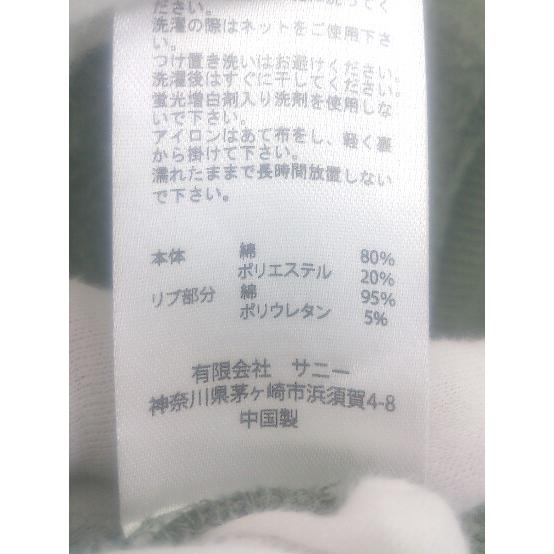 ださい。
洗濯の際はネットをご使用下さ
い。
つけ置き洗いはお避けください。
洗濯後はすぐに干してください。
蛍光増白剤入り洗剤を使用しな
いで下さい。
アイロンはあて布をし、軽く裏
から掛けて下さい。
濡れたままで長時間放置しない
で下さい。
本体 綿 80%
ポリエステル 20%
リブ部分 綿 95%
ポリウレタン 5%
有限会社 サニー
神奈川県茅ヶ崎市浜須賀4-8
中国製